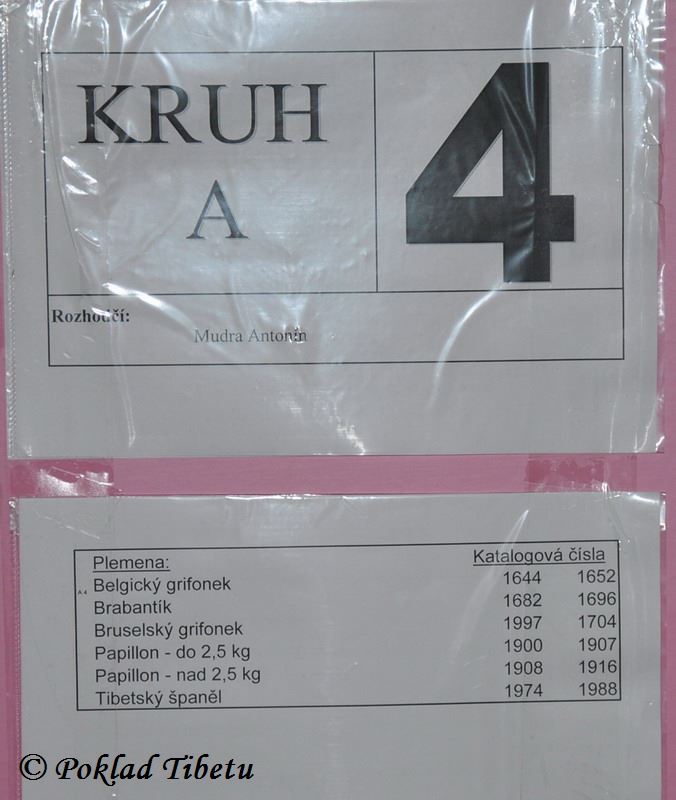 KRUH
A
4
Rozhodčí:
Mudra Antonín
Plemena: Katalogová čísla
A 4 Belgický grifonek 1644 1652
Brabantík 1682 1696
Bruselský grifonek 1997 1704
Papillon - do 2,5 kg 1900 1907
Papillon - nad 2,5 kg 1908 1916
Tibetský španěl 1974 1988
© Poklad Tibetu